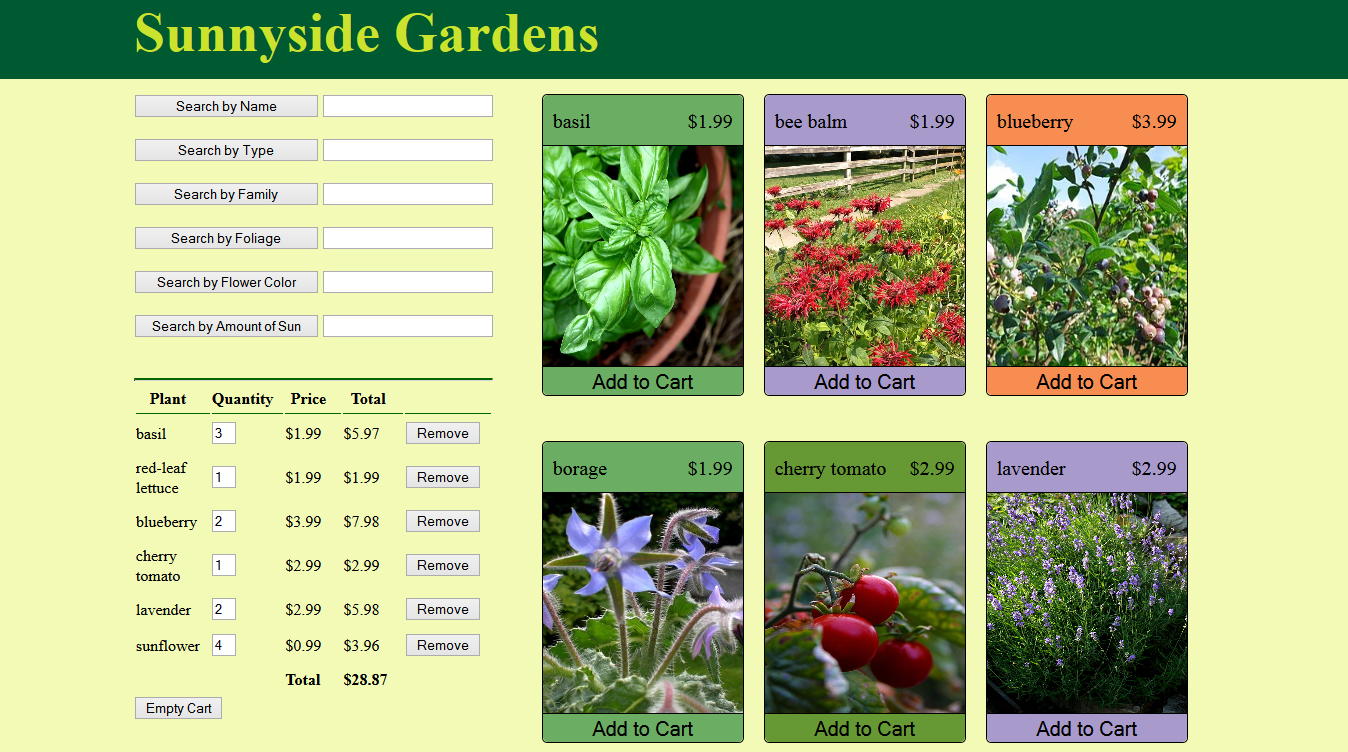 Sunnyside Gardens
Search by Name
Search by Type
Search by Family
Search by Foliage
Search by Flower Color
Search by Amount of Sun
Plant Quantity Price Total
basil 3 $1.99 $5.97 Remove
red-leaf
lettuce 1 $1.99 $1.99 Remove
blueberry 2 $3.99 $7.98 Remove
cherry
tomato 1 $2.99 $2.99 Remove
lavender 2 $2.99 $5.98 Remove
sunflower 4 $0.99 $3.96 Remove
Total $28.87
Empty Cart
basil $1.99
Add to Cart
bee balm $1.99
Add to Cart
blueberry $3.99
Add to Cart
borage $1.99
Add to Cart
cherry tomato $2.99
Add to Cart
lavender $2.99
Add to Cart